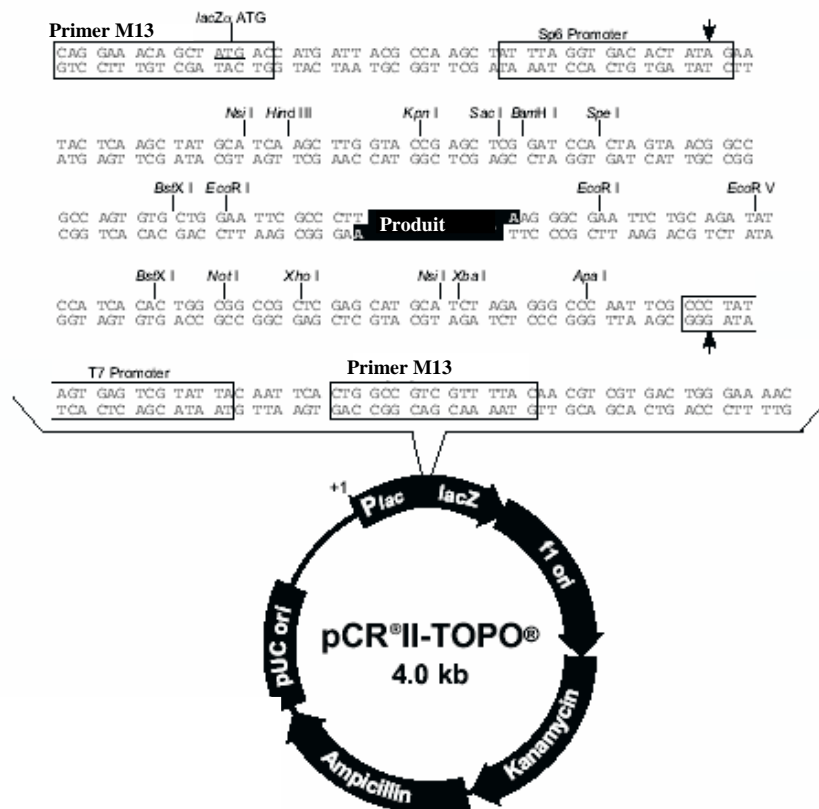 lacZα ATG
Primer M13
Sp6 Promoter
CAG GAA ACA GCT ATG ACC ATG ATT ACG CCA AGC TAT TTA GGT GAC ACT ATA GAA
GTC CTT TGT CGA TAC TGG TAC TAA TGC GGT TCG ATA AAT CCA CTG TGA TAT CTT
Nsi I Hind III Kpn I Sac I BamH I Spe I
TAC TCA AGC TAT GCA TCA AGC TTG GTA CCG AGC TCG GAT CCA CTA GTA ACG GCC
ATG AGT TCG ATA CGT AGT TCG AAC CAT GGC TCG AGC CTA GGT GAT CAT TGC CGG
BstX I EcoR I EcoR I EcoR V
GCC AGT GTG CTG GAA TTC GCC CTT Produit AAG GGC GAA TTC TGC AGA TAT
CGG TCA CAC GAC CTT AAG CGG GAA TTC CCG CTT AAG ACG TCT ATA
BstX I Not I Xho I Nsi I Xba I Apa I
CCA TCA CAC TGG CGG CCG CTC GAG CAT GCA TCT AGA GGG CCC AAT TCG CCC TAT
GGT AGT GTG ACC GCC GGC GAG CTC GTA CGT AGA TCT CCC GGG TTA AGC GGG ATA
T7 Promoter
Primer M13
AGT GAG TCG TAT TAC AAT TCA CTG GCC GTC GTT TTA CAA CGT CGT GAC TGG GAA AAC
TCA CTC AGC ATA ATG TTA AGT GAC CGG CAG CAA AAT GTT GCA GCA CTG ACC CTT TTG
+1
Plac
lacZ
f1 ori
pUC ori
pCR®II-TOPO®
4.0 kb
Kanamycin
Ampicillin